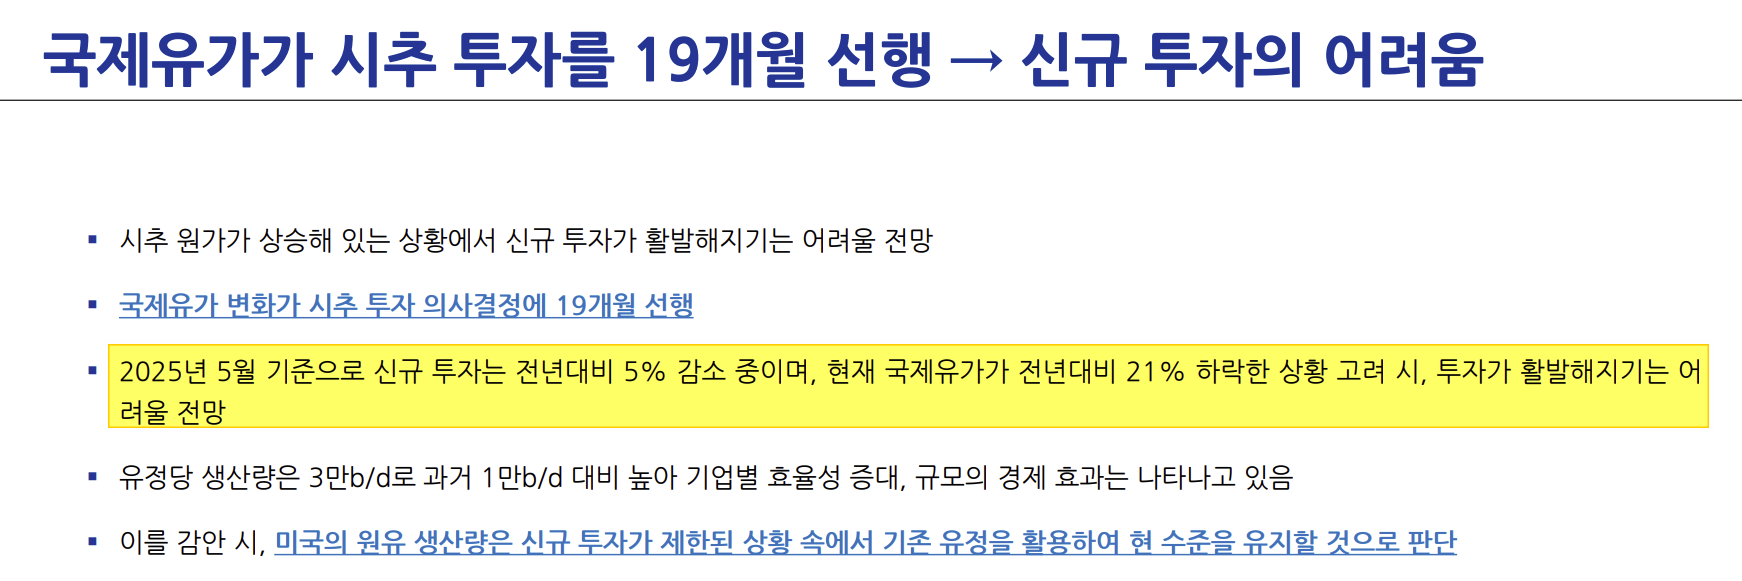 국제유가가 시추 투자를 19개월 선행 → 신규 투자의 어려움
▪ 시추 원가가 상승해 있는 상황에서 신규 투자가 활발해지기는 어려울 전망
▪ 국제유가 변화가 시추 투자 의사결정에 19개월 선행
▪ 2025년 5월 기준으로 신규 투자는 전년대비 5% 감소 중이며, 현재 국제유가가 전년대비 21% 하락한 상황 고려 시, 투자가 활발해지기는 어
려울 전망
▪ 유정당 생산량은 3만b/d로 과거 1만b/d 대비 높아 기업별 효율성 증대, 규모의 경제 효과는 나타나고 있음
▪ 이를 감안 시, 미국의 원유 생산량은 신규 투자가 제한된 상황 속에서 기존 유정을 활용하여 현 수준을 유지할 것으로 판단